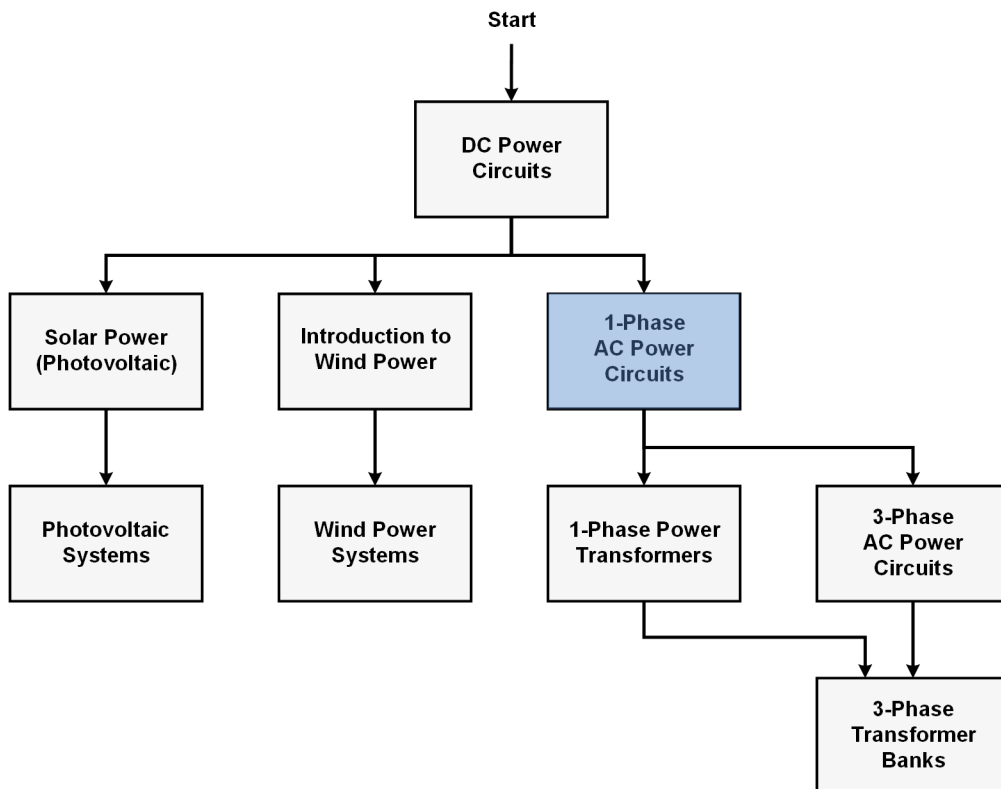 Start
DC Power
Circuits
Solar Power
(Photovoltaic)
Introduction to
Wind Power
1-Phase
AC Power
Circuits
Photovoltaic
Systems
Wind Power
Systems
1-Phase Power
Transformers
3-Phase
AC Power
Circuits
3-Phase
Transformer
Banks